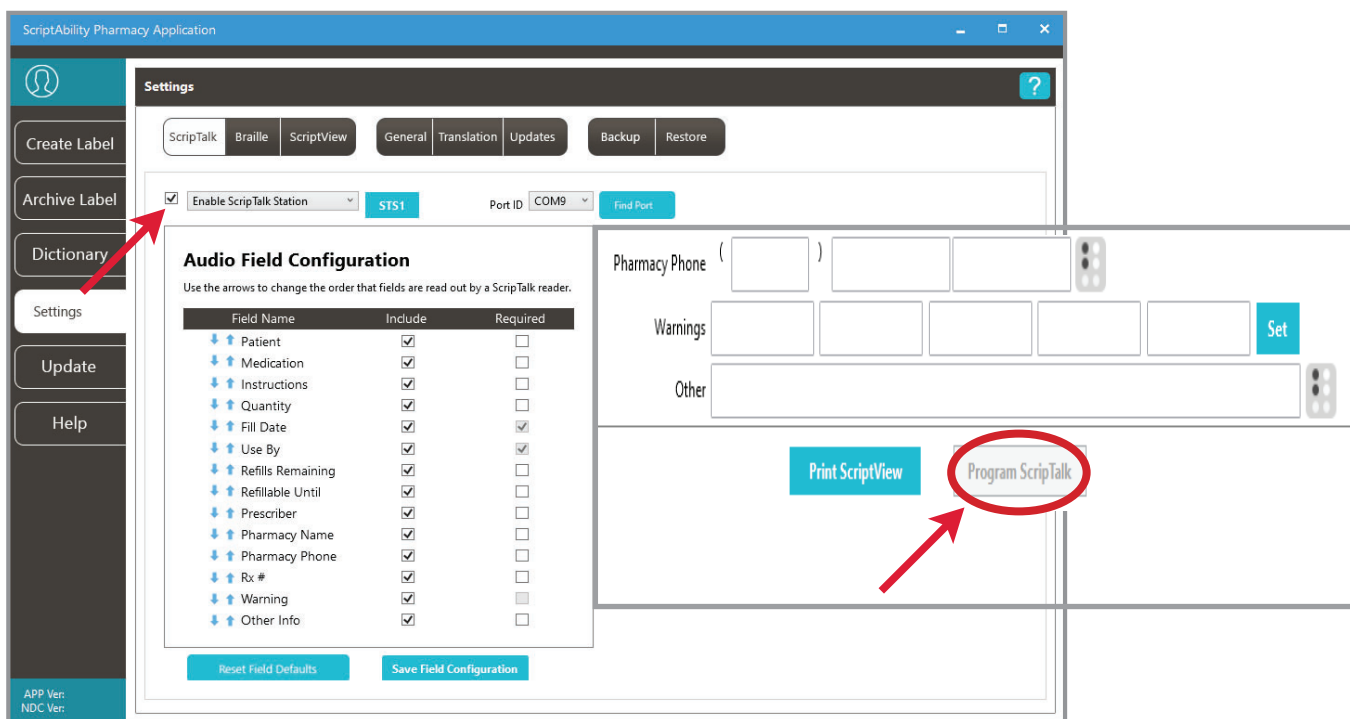 ScriptAbility Pharmacy Application
Settings
?
Create Label
Archive Label
Dictionary
Settings
Update
Help
APP Ver:
NDC Ver:
ScripTalk Braille ScriptView General Translation Updates Backup Restore
Enable ScripTalk Station STS1 Port ID COM9 Find Port
Audio Field Configuration
Use the arrows to change the order that fields are read out by a ScripTalk reader.
Field Name Include Required
Patient
Medication
Instructions
Quantity
Fill Date
Use By
Refills Remaining
Refillable Until
Prescriber
Pharmacy Name
Pharmacy Phone
Rx #
Warning
Other Info
Reset Field Defaults Save Field Configuration
Pharmacy Phone ( )
Warnings Set
Other
Print ScriptView Program ScripTalk